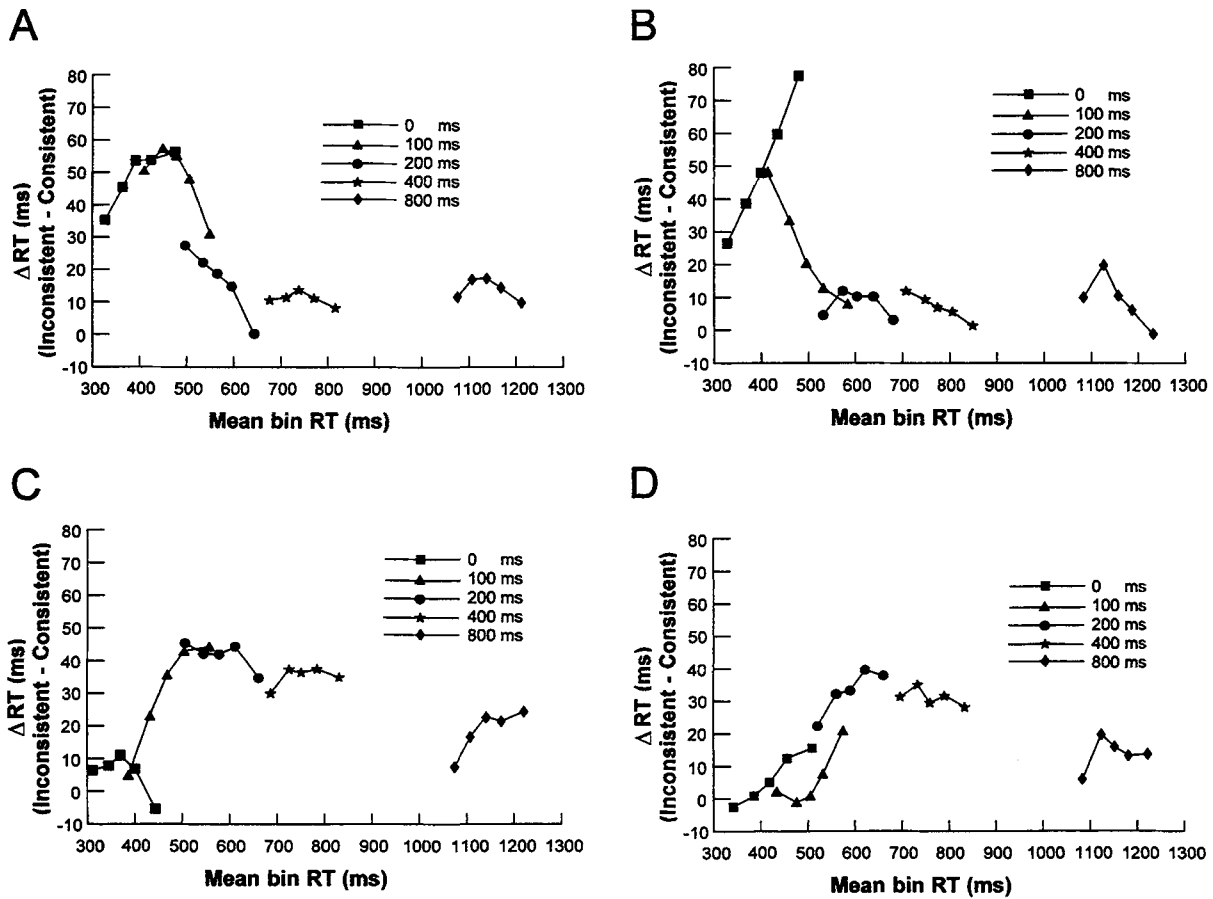 A
80
70
60
50
40
30
20
10
0
-10
Δ RT (ms)
(Inconsistent - Consistent)
0 ms
100 ms
200 ms
400 ms
800 ms
300 400 500 600 700 800 900 1000 1100 1200 1300
Mean bin RT (ms)
B
80
70
60
50
40
30
20
10
0
-10
Δ RT (ms)
(Inconsistent - Consistent)
0 ms
100 ms
200 ms
400 ms
800 ms
300 400 500 600 700 800 900 1000 1100 1200 1300
Mean bin RT (ms)
C
80
70
60
50
40
30
20
10
0
-10
Δ RT (ms)
(Inconsistent - Consistent)
0 ms
100 ms
200 ms
400 ms
800 ms
300 400 500 600 700 800 900 1000 1100 1200 1300
Mean bin RT (ms)
D
80
70
60
50
40
30
20
10
0
-10
Δ RT (ms)
(Inconsistent - Consistent)
0 ms
100 ms
200 ms
400 ms
800 ms
300 400 500 600 700 800 900 1000 1100 1200 1300
Mean bin RT (ms)